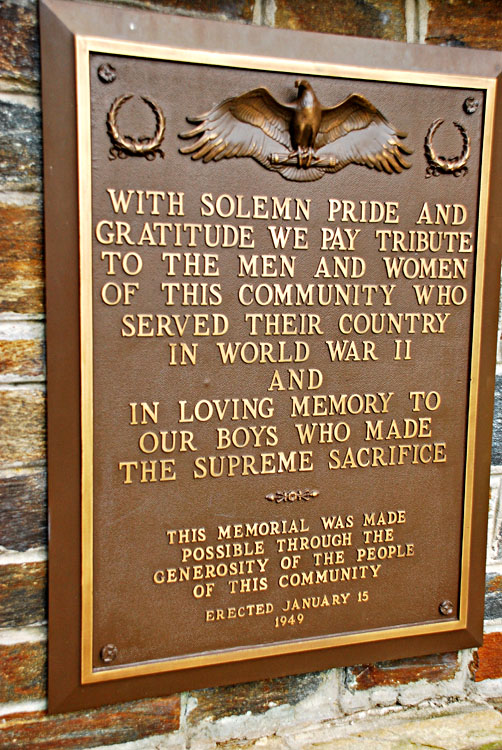 WITH SOLEMN PRIDE AND
GRATITUDE WE PAY TRIBUTE
TO THE MEN AND WOMEN
OF THIS COMMUNITY WHO
SERVED THEIR COUNTRY
IN WORLD WAR II
AND
IN LOVING MEMORY TO
OUR BOYS WHO MADE
THE SUPREME SACRIFICE
THIS MEMORIAL WAS MADE
POSSIBLE THROUGH THE
GENEROSITY OF THE PEOPLE
OF THIS COMMUNITY
ERECTED JANUARY 15
1949